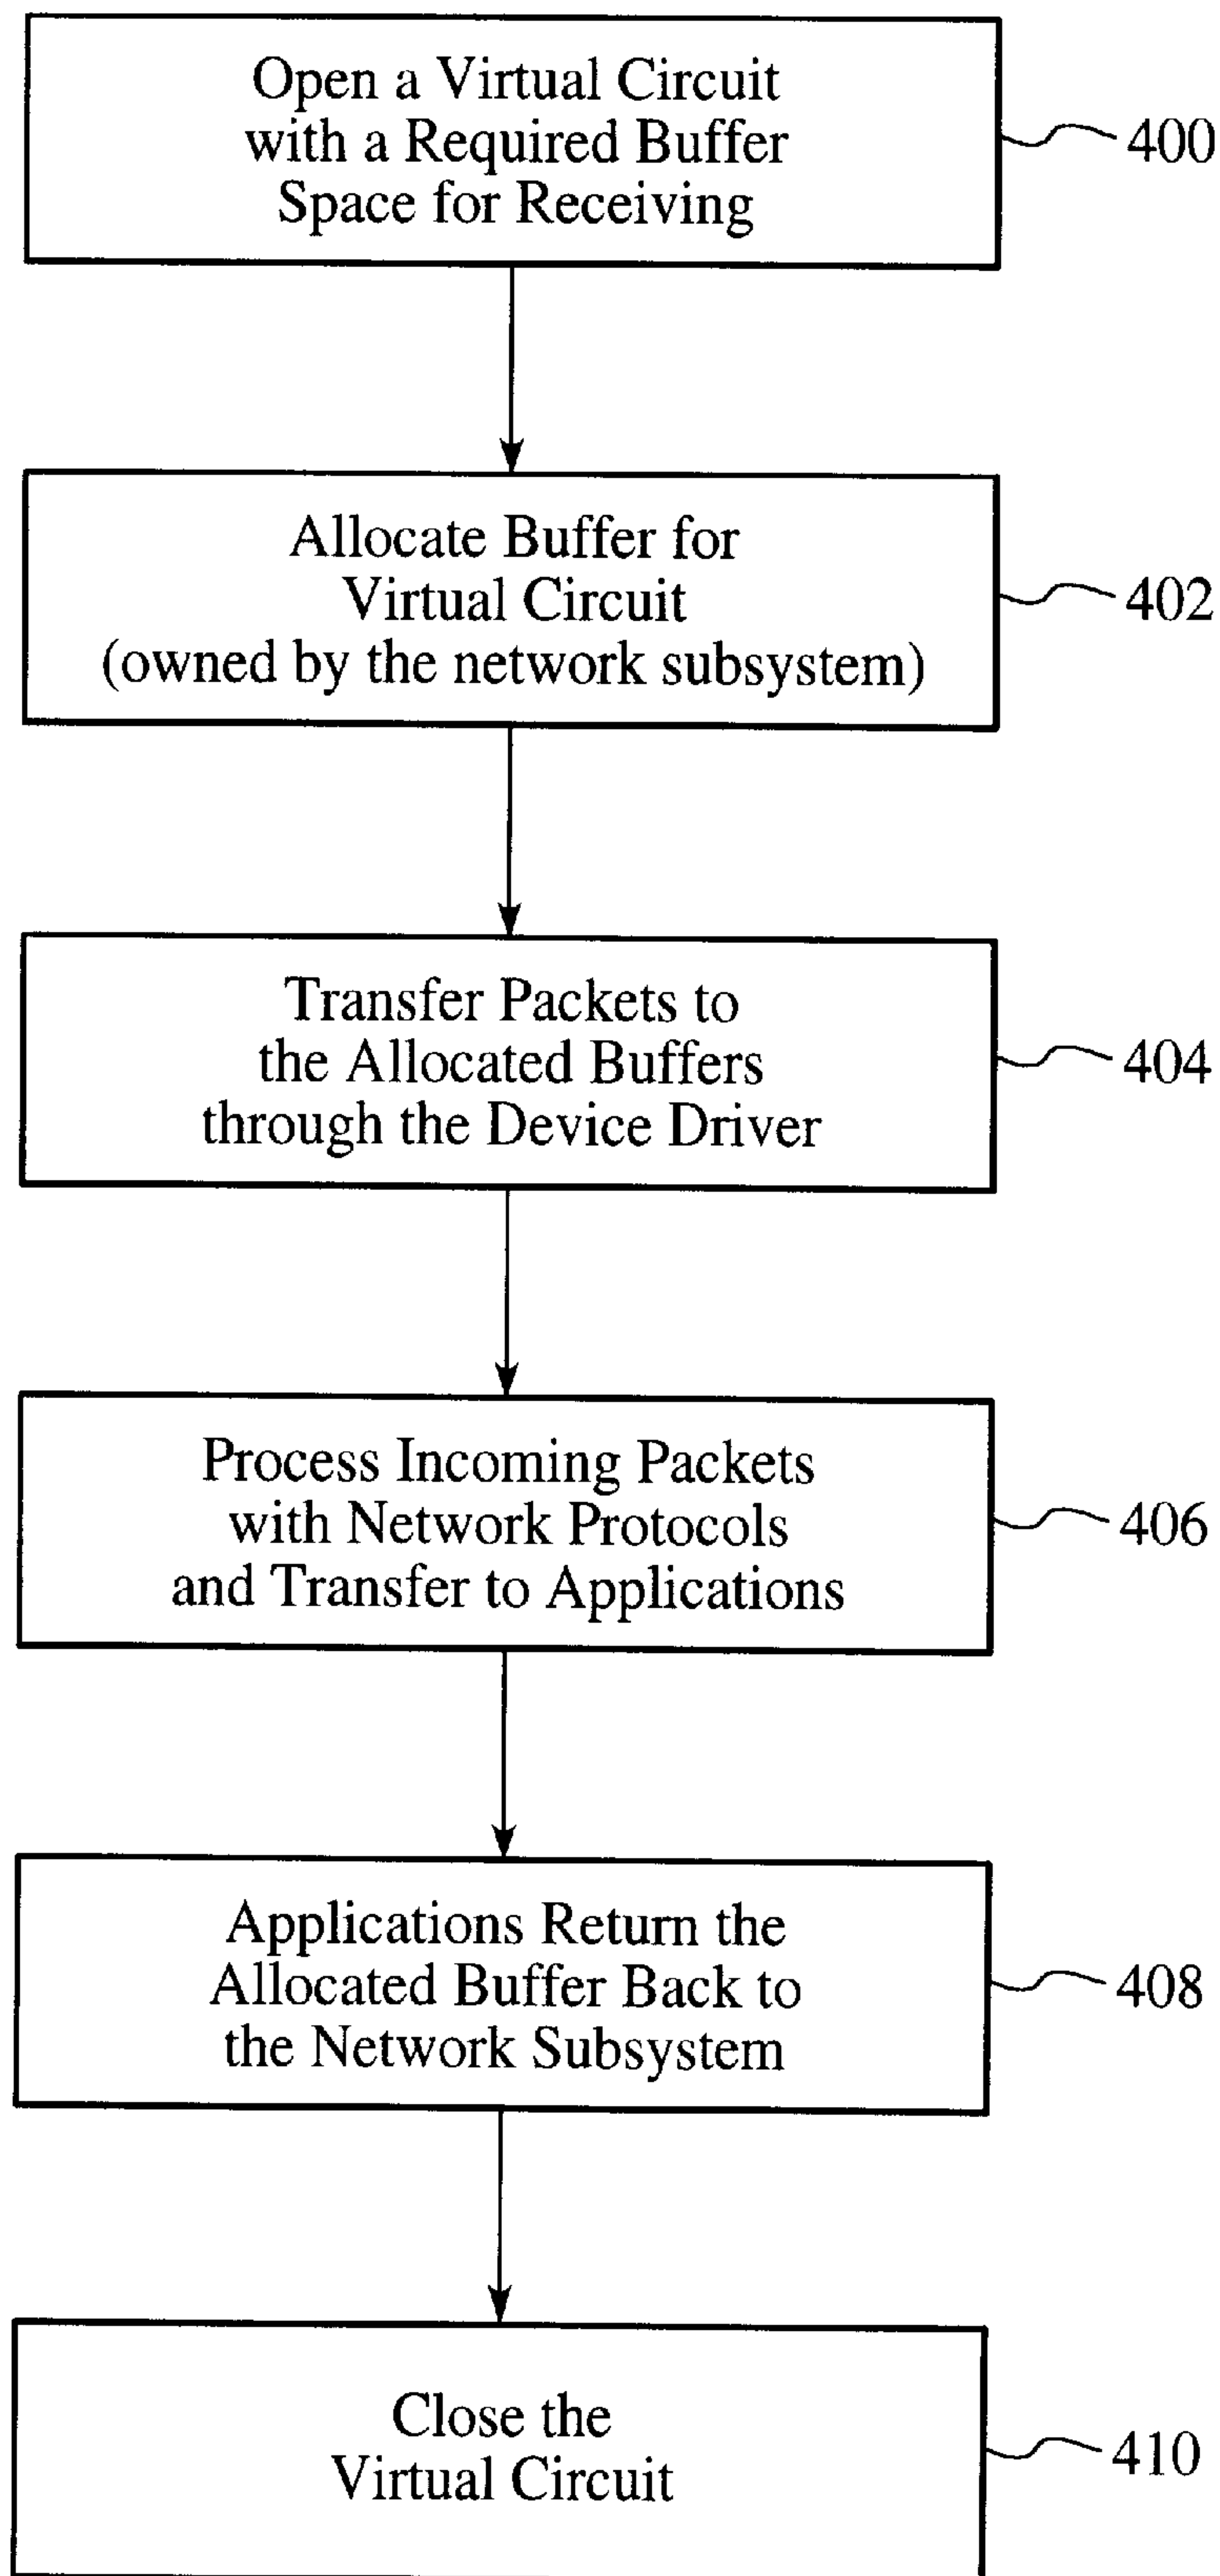 Open a Virtual Circuit
with a Required Buffer
Space for Receiving
400
Allocate Buffer for
Virtual Circuit
(owned by the network subsystem)
402
Transfer Packets to
the Allocated Buffers
through the Device Driver
404
Process Incoming Packets
with Network Protocols
and Transfer to Applications
406
Applications Return the
Allocated Buffer Back to
the Network Subsystem
408
Close the
Virtual Circuit
410